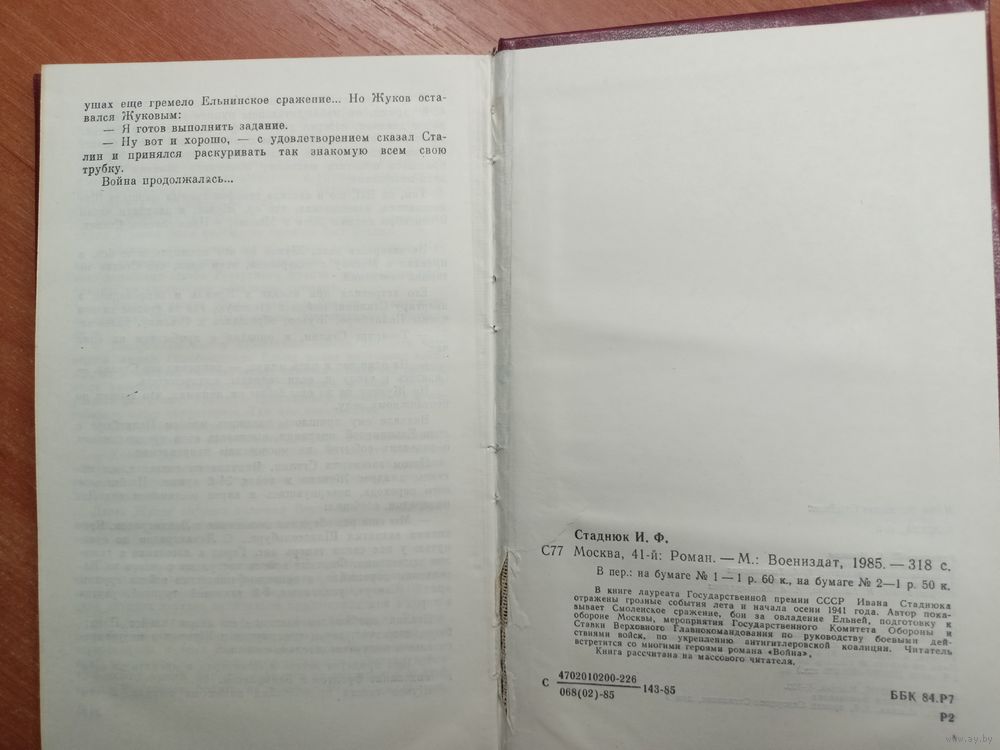 ушах еще гремело Ельнинское сражение... Но Жуков оста-
вался Жуковым:
— Я готов выполнить задание.
— Ну вот и хорошо, — с удовлетворением сказал Ста-
лин и принялся раскуривать так знакомую всем свою
трубку.
Война продолжалась...
Стаднюк И. Ф.
С77 Москва, 41-й: Роман. — М.: Воениздат, 1985. — 318 с.
В пер.: на бумаге № 1 — 1 р. 60 к., на бумаге № 2—1 р. 50 к.
В книге лауреата Государственной премии СССР Ивана Стаднюка
отражены грозные события лета и начала осени 1941 года. Автор пока-
зывает Смоленское сражение, бои за овладение Ельней, подготовку к
обороне Москвы, мероприятия Государственного Комитета Обороны и
Ставки Верховного Главнокомандования по руководству боевыми дей-
ствиями войск, по укреплению антигитлеровской коалиции. Читатель
встретится со многими героями романа «Война».
Книга рассчитана на массового читателя.
С 4702010200-226
068(02)-85
143-85
ББК 84.Р7
Р2
www.ay.by